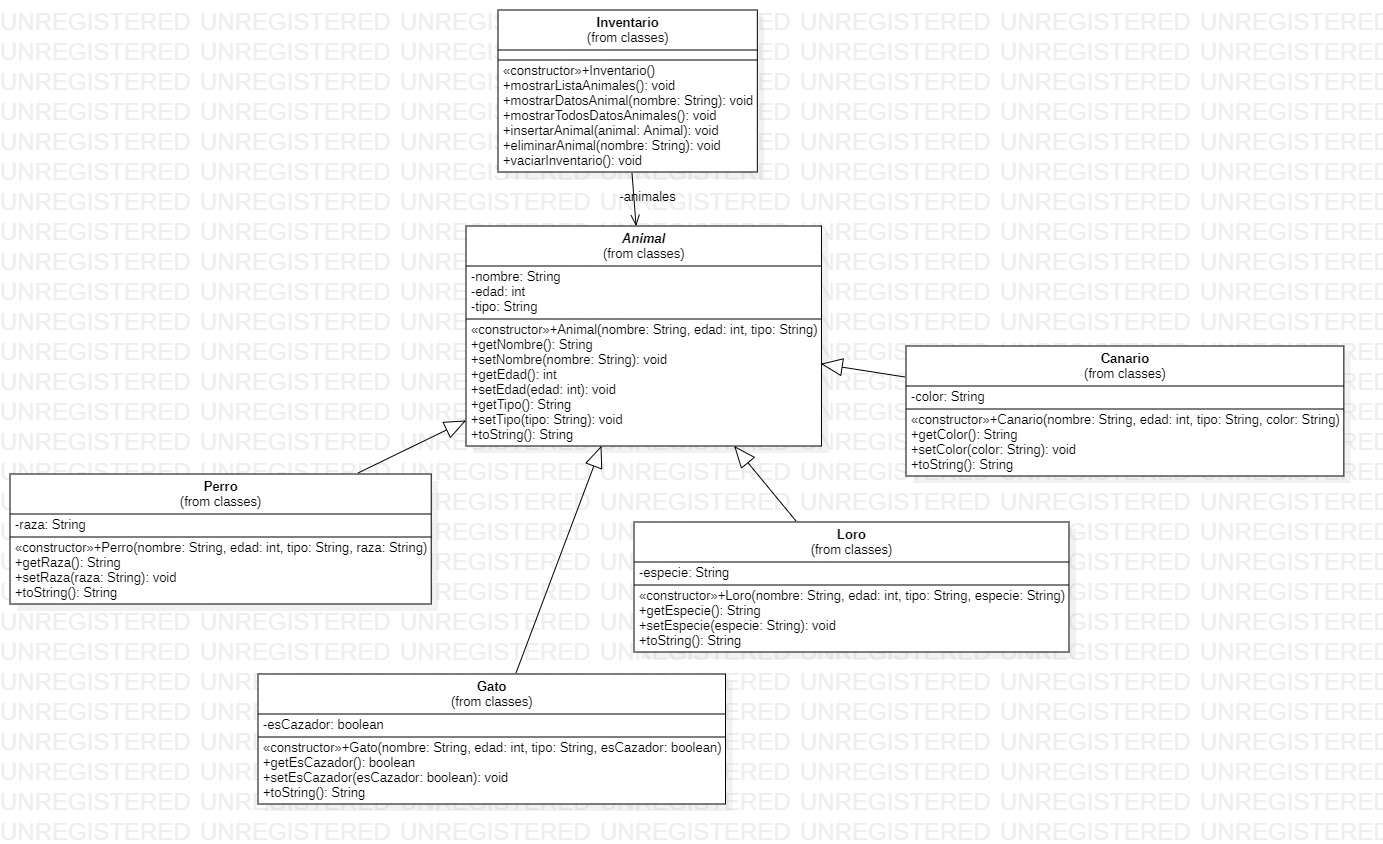 Inventario
(from classes)
«constructor»+Inventario()
+mostrarListaAnimales(): void
+mostrarDatosAnimal(nombre: String): void
+mostrarTodosDatosAnimales(): void
+insertarAnimal(animal: Animal): void
+eliminarAnimal(nombre: String): void
+vaciarInventario(): void
-animales
Animal
(from classes)
-nombre: String
-edad: int
-tipo: String
«constructor»+Animal(nombre: String, edad: int, tipo: String)
+getNombre(): String
+setNombre(nombre: String): void
+getEdad(): int
+setEdad(edad: int): void
+getTipo(): String
+setTipo(tipo: String): void
+toString(): String
Canario
(from classes)
-color: String
«constructor»+Canario(nombre: String, edad: int, tipo: String, color: String)
+getColor(): String
+setColor(color: String): void
+toString(): String
Perro
(from classes)
-raza: String
«constructor»+Perro(nombre: String, edad: int, tipo: String, raza: String)
+getRaza(): String
+setRaza(raza: String): void
+toString(): String
Loro
(from classes)
-especie: String
«constructor»+Loro(nombre: String, edad: int, tipo: String, especie: String)
+getEspecie(): String
+setEspecie(especie: String): void
+toString(): String
Gato
(from classes)
-esCazador: boolean
«constructor»+Gato(nombre: String, edad: int, tipo: String, esCazador: boolean)
+getEsCazador(): boolean
+setEsCazador(esCazador: boolean): void
+toString(): String
UNREGISTERED UNREGISTERED UNREGISTERED UNREGISTERED UNREGISTERED UNREGISTERED UNREGISTERED